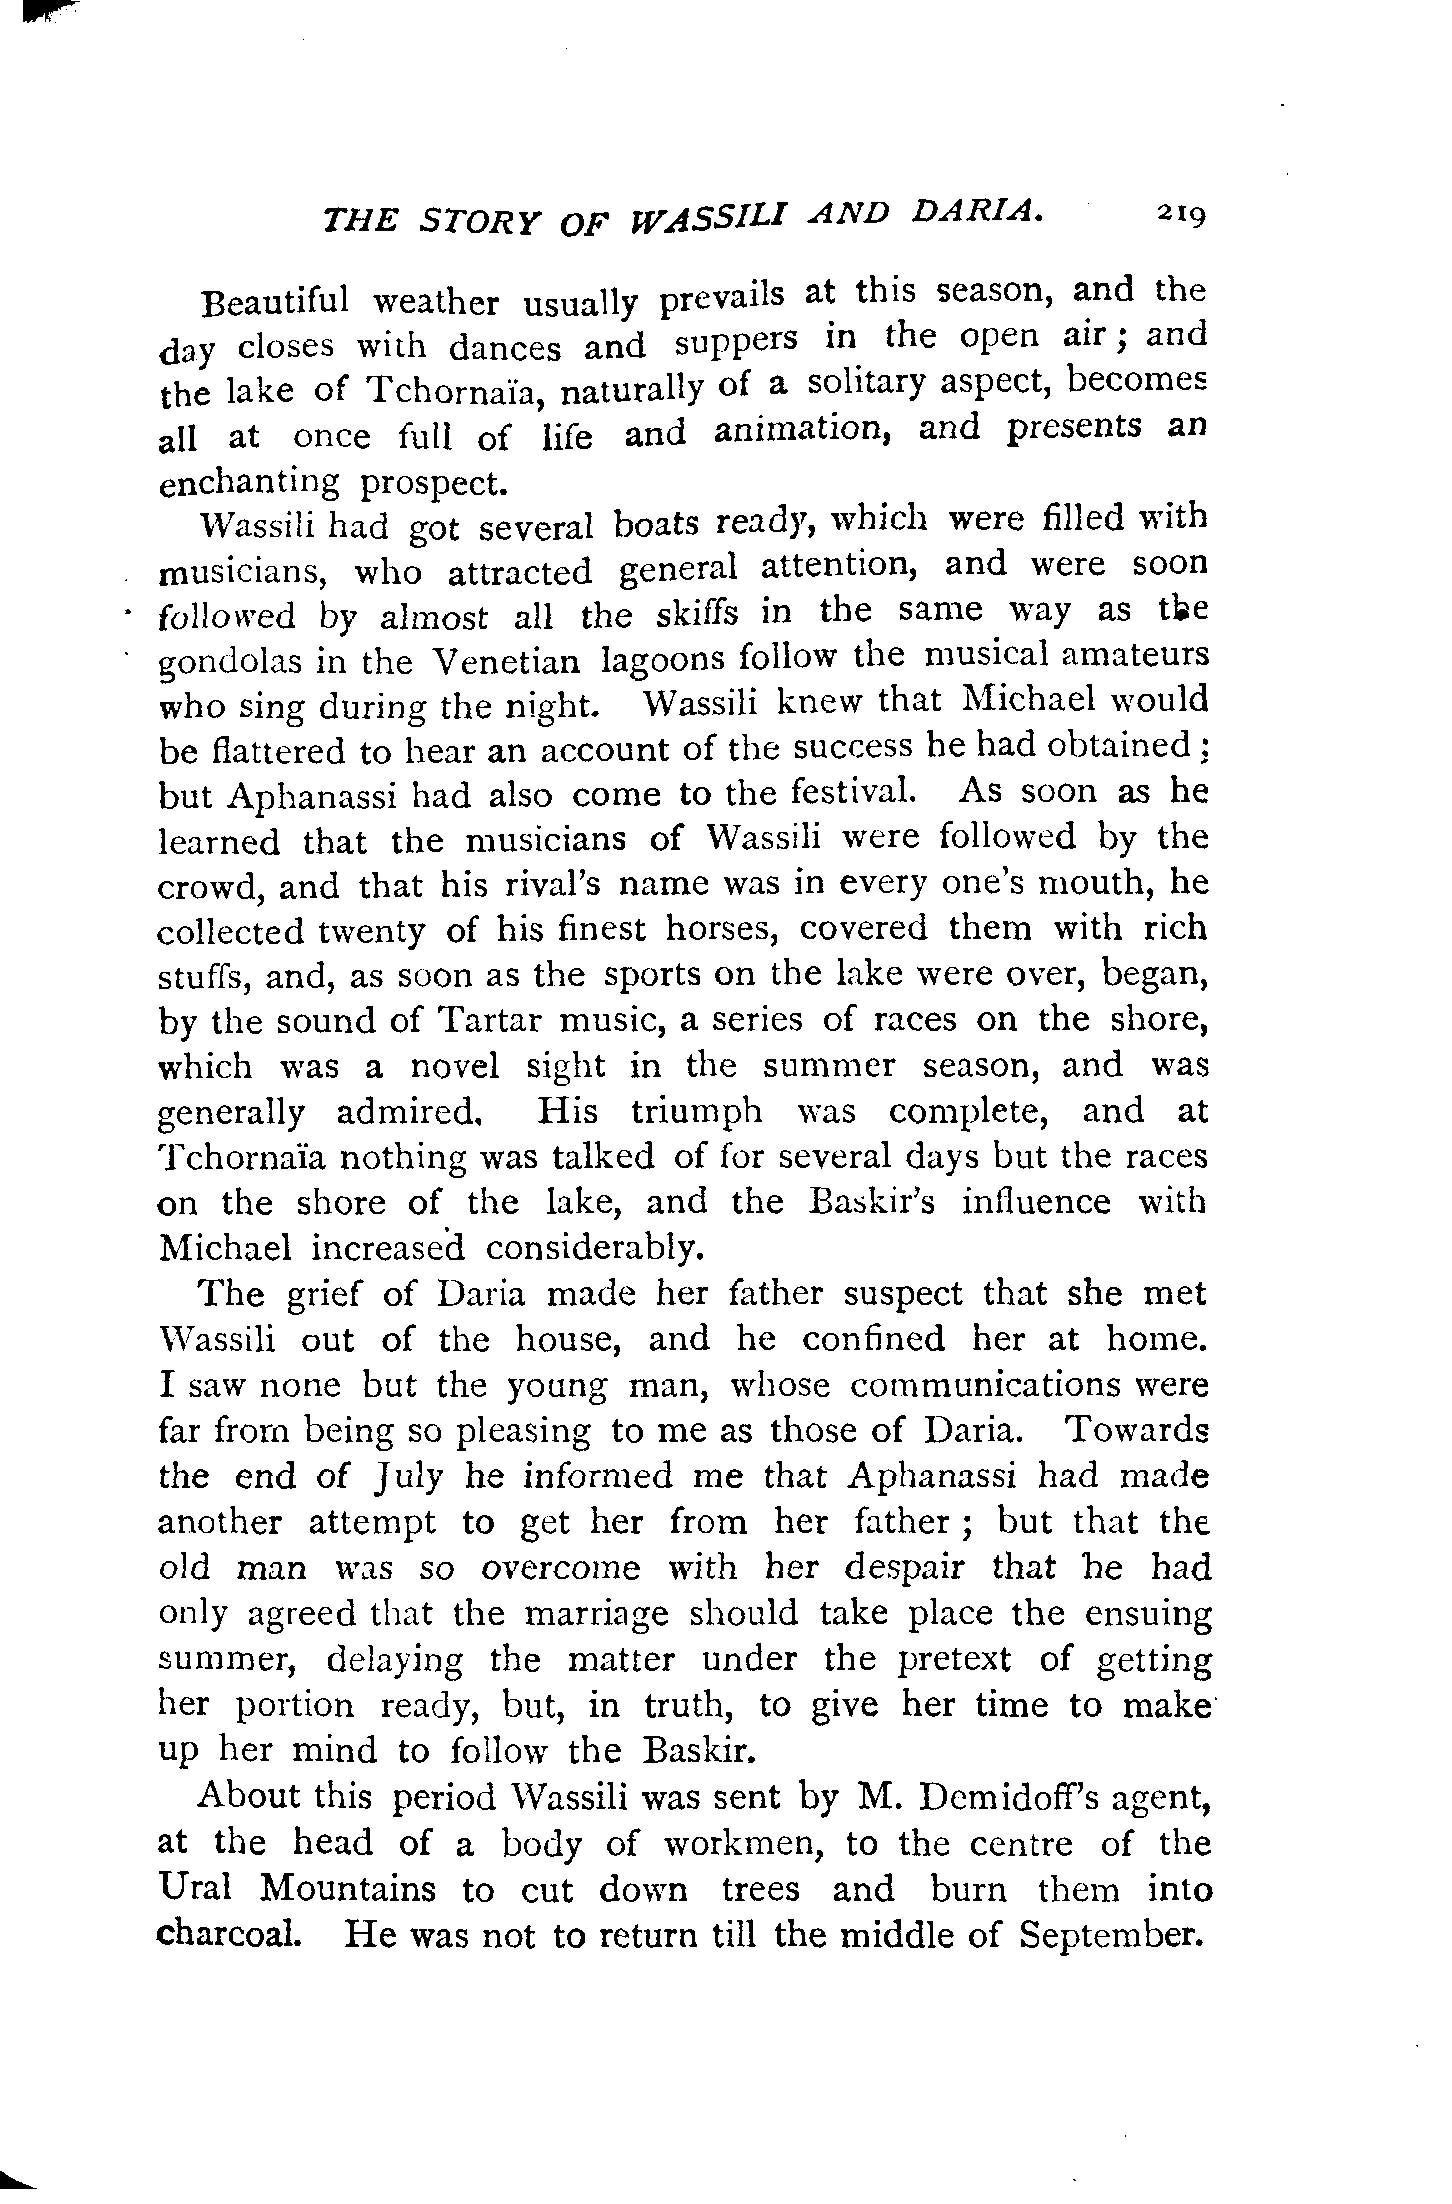 THE STORY OF WASSILI AND DARIA. 219
Beautiful weather usually prevails at this season, and the
day closes with dances and suppers in the open air ; and
the lake of Tchornaïa, naturally of a solitary aspect, becomes
all at once full of life and animation, and presents an
enchanting prospect.
Wassili had got several boats ready, which were filled with
musicians, who attracted general attention, and were soon
followed by almost all the skiffs in the same way as the
gondolas in the Venetian lagoons follow the musical amateurs
who sing during the night. Wassili knew that Michael would
be flattered to hear an account of the success he had obtained ;
but Aphanassi had also come to the festival. As soon as he
learned that the musicians of Wassili were followed by the
crowd, and that his rival's name was in every one's mouth, he
collected twenty of his finest horses, covered them with rich
stuffs, and, as soon as the sports on the lake were over, began,
by the sound of Tartar music, a series of races on the shore,
which was a novel sight in the summer season, and was
generally admired. His triumph was complete, and at
Tchornaïa nothing was talked of for several days but the races
on the shore of the lake, and the Baskir's influence with
Michael increased considerably.
The grief of Daria made her father suspect that she met
Wassili out of the house, and he confined her at home.
I saw none but the young man, whose communications were
far from being so pleasing to me as those of Daria. Towards
the end of July he informed me that Aphanassi had made
another attempt to get her from her father ; but that the
old man was so overcome with her despair that he had
only agreed that the marriage should take place the ensuing
summer, delaying the matter under the pretext of getting
her portion ready, but, in truth, to give her time to make
up her mind to follow the Baskir.
About this period Wassili was sent by M. Demidoff's agent,
at the head of a body of workmen, to the centre of the
Ural Mountains to cut down trees and burn them into
charcoal. He was not to return till the middle of September.